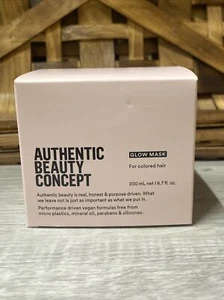 AUTHENTIC
BEAUTY
CONCEPT
GLOW MASK
For colored hair
200 mL net | 6.7 fl. oz.
Authentic beauty is real, honest & purpose driven. What
we leave out is just as important as what we put in.
Performance driven vegan formulas free from
micro plastics, mineral oil, parabens & silicones.